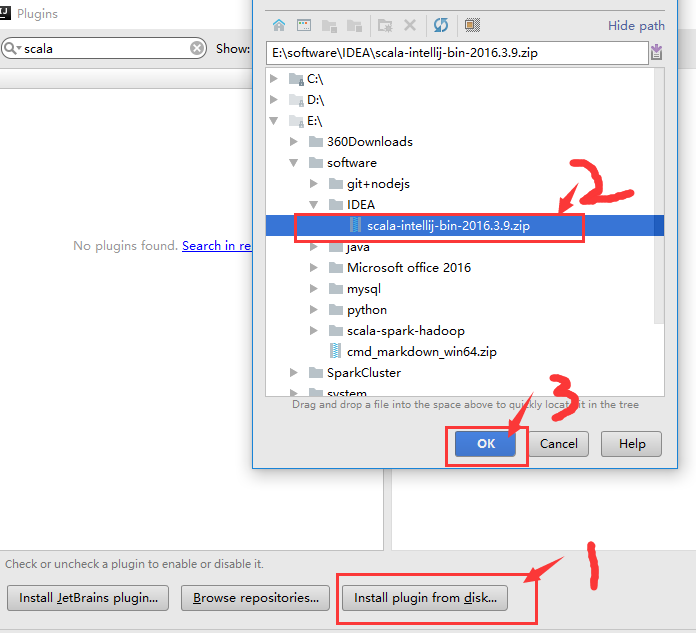 Plugins
scala
Show:
Hide path
E:\software\IDEA\scala-intellij-bin-2016.3.9.zip
C:\
D:\
E:\
360Downloads
software
git+nodejs
IDEA
scala-intellij-bin-2016.3.9.zip
java
Microsoft office 2016
mysql
python
scala-spark-hadoop
cmd_markdown_win64.zip
SparkCluster
system
No plugins found. Search in re
2
Drag and drop a file into the space above to quickly locate it in the tree
3
OK
Cancel
Help
1
Check or uncheck a plugin to enable or disable it.
Install JetBrains plugin...
Browse repositories...
Install plugin from disk...